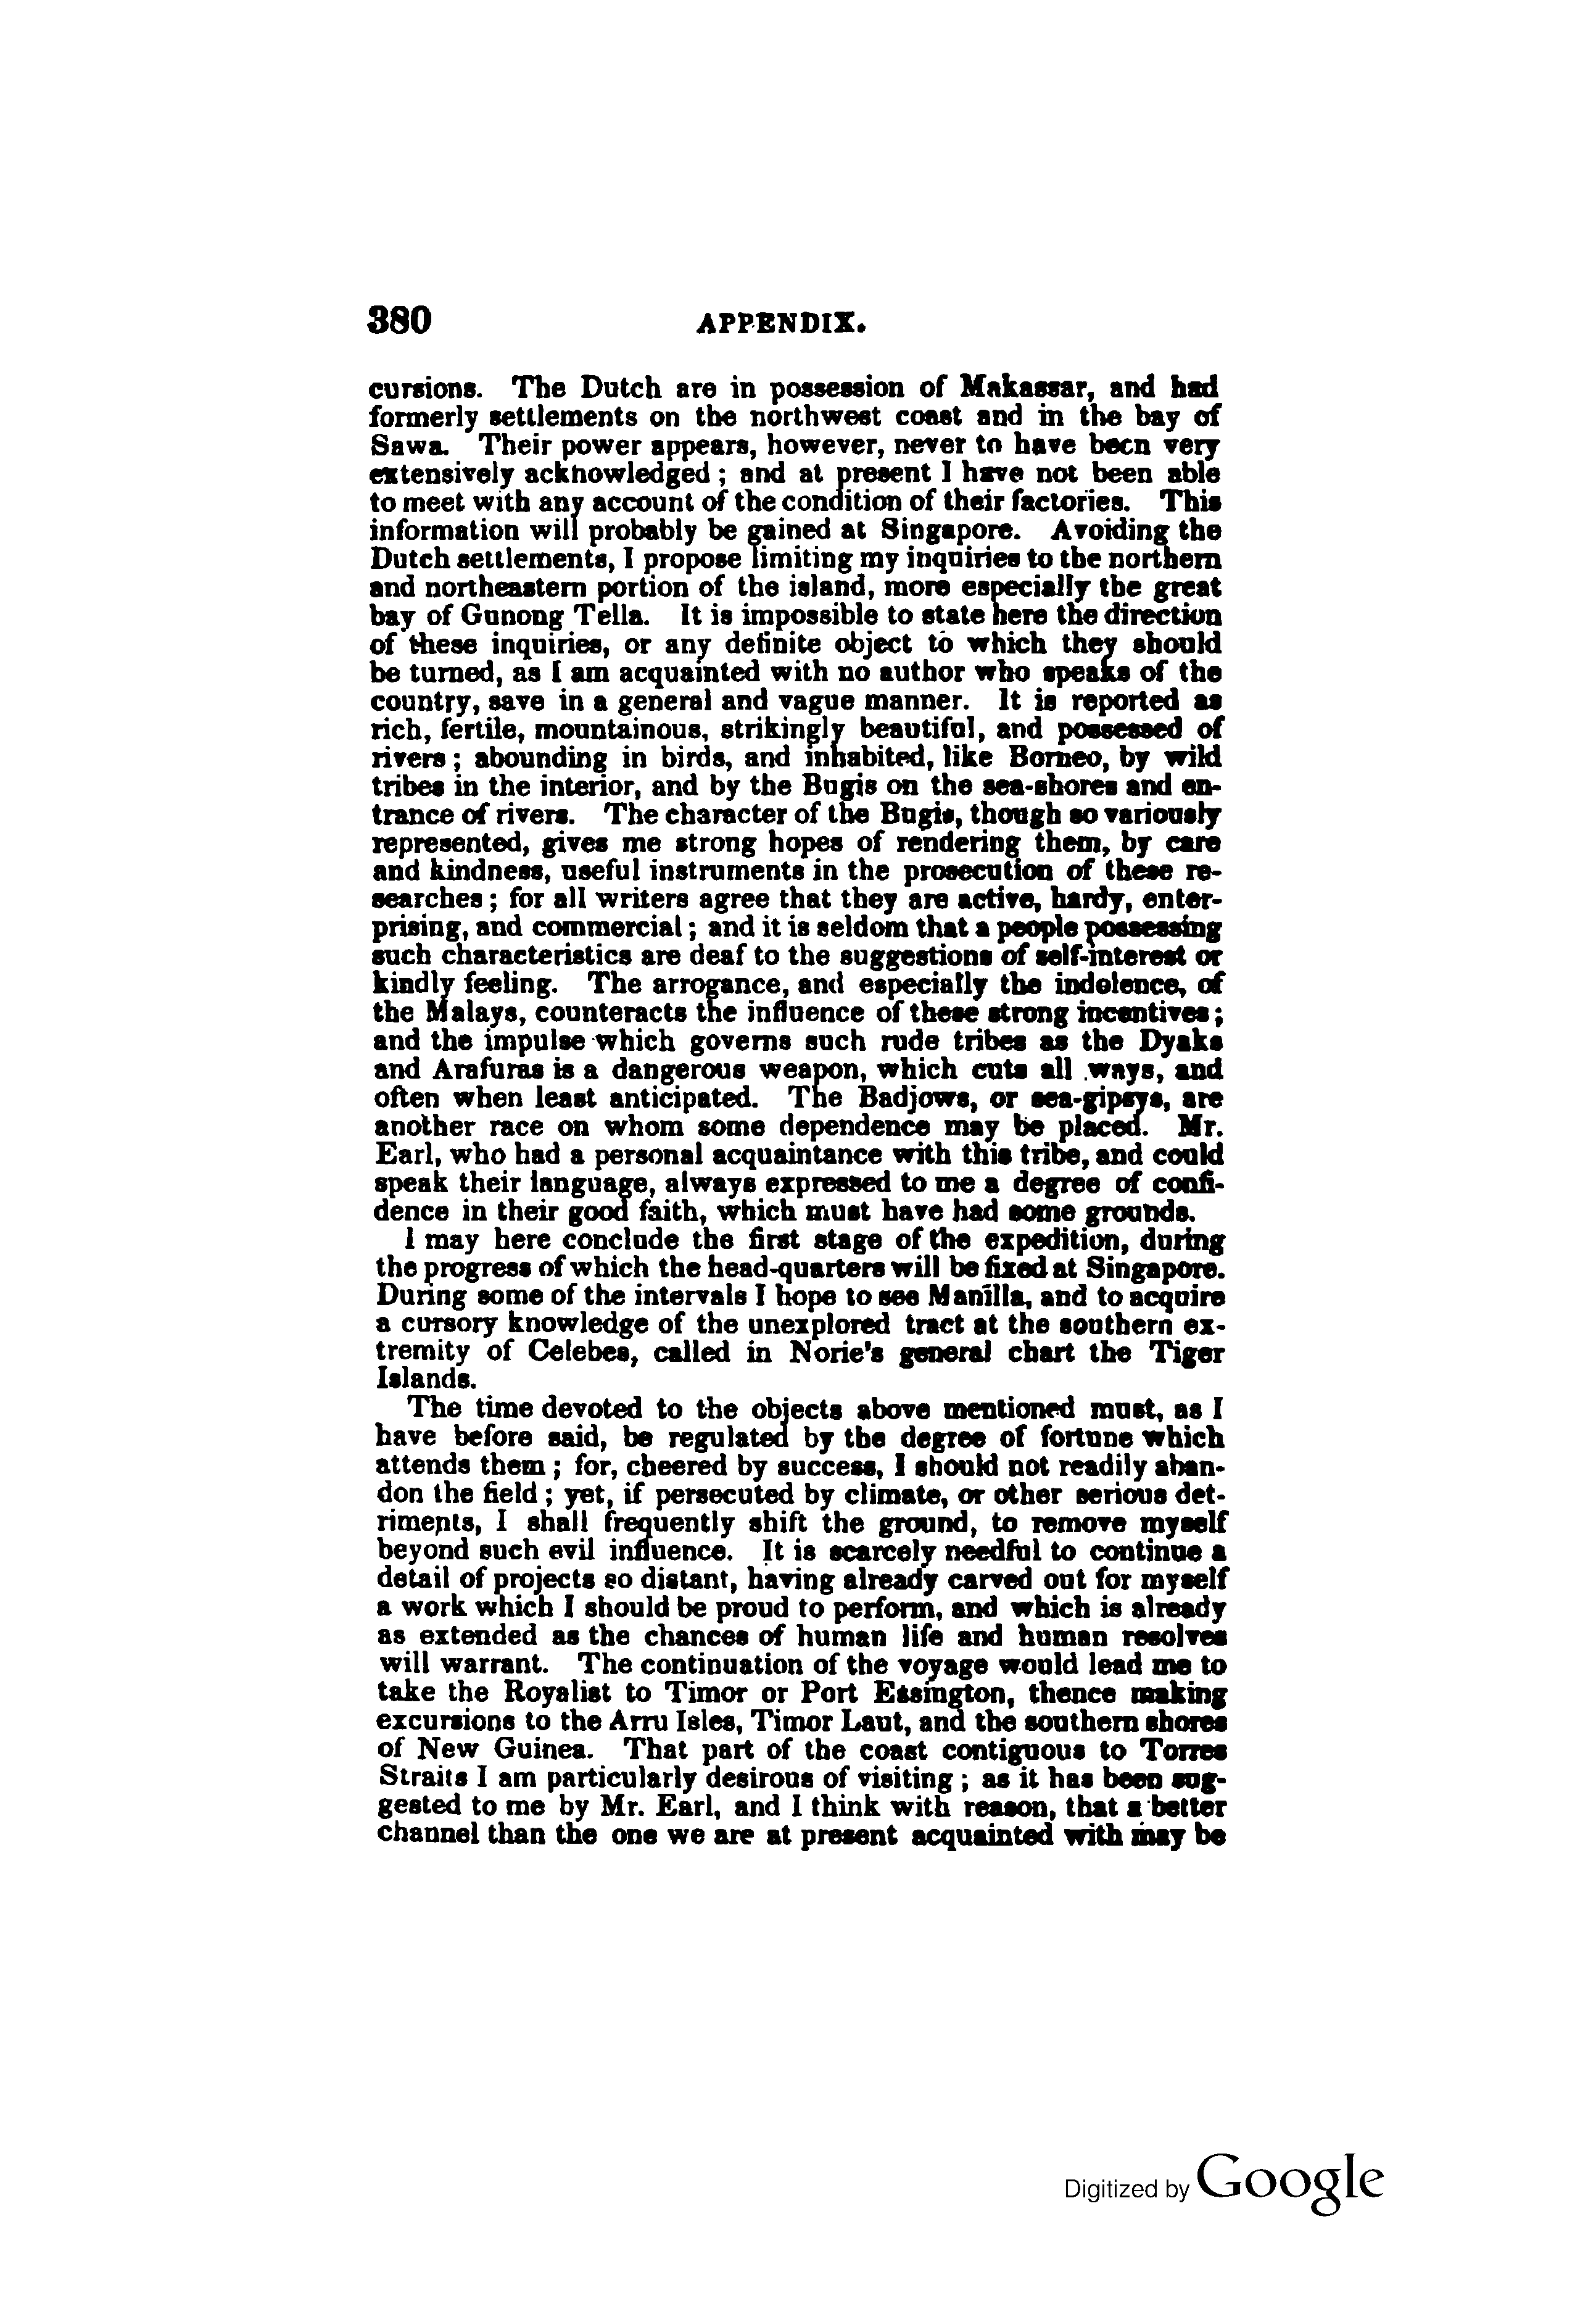 380 APPENDIX.
cursions. The Dutch are in possession of Makassar, and had
formerly settlements on the northwest coast and in the bay of
Sawa. Their power appears, however, never to have been very
extensively acknowledged; and at present I have not been able
to meet with any account of the condition of their factories. This
information will probably be gained at Singapore. Avoiding the
Dutch settlements, I propose limiting my inquiries to the northern
and northeastern portion of the island, more especially the great
bay of Gunong Tella. It is impossible to state here the direction
of these inquiries, or any definite object to which they should
be turned, as I am acquainted with no author who speaks of the
country, save in a general and vague manner. It is reported as
rich, fertile, mountainous, strikingly beautiful, and possessed of
rivers; abounding in birds, and inhabited, like Borneo, by wild
tribes in the interior, and by the Bugis on the sea-shores and en-
trance of rivers. The character of the Bugis, though so variously
represented, gives me strong hopes of rendering them, by care
and kindness, useful instruments in the prosecution of these re-
searches; for all writers agree that they are active, hardy, enter-
prising, and commercial; and it is seldom that a people possessing
such characteristics are deaf to the suggestions of self-interest or
kindly feeling. The arrogance, and especially the indolence, of
the Malays, counteracts the influence of these strong incentives;
and the impulse which governs such rude tribes as the Dyaks
and Arafuras is a dangerous weapon, which cuts all ways, and
often when least anticipated. The Badjows, or sea-gipsys, are
another race on whom some dependence may be placed. Mr.
Earl, who had a personal acquaintance with this tribe, and could
speak their language, always expressed to me a degree of confi-
dence in their good faith, which must have had some grounds.
I may here conclude the first stage of the expedition, during
the progress of which the head-quarters will be fixed at Singapore.
During some of the intervals I hope to see Manilla, and to acquire
a cursory knowledge of the unexplored tract at the southern ex-
tremity of Celebes, called in Norie's general chart the Tiger
Islands.
The time devoted to the objects above mentioned must, as I
have before said, be regulated by the degree of fortune which
attends them; for, cheered by success, I should not readily aban-
don the field; yet, if persecuted by climate, or other serious det-
riments, I shall frequently shift the ground, to remove myself
beyond such evil influence. It is scarcely needful to continue a
detail of projects so distant, having already carved out for myself
a work which I should be proud to perform, and which is already
as extended as the chances of human life and human resolves
will warrant. The continuation of the voyage would lead me to
take the Royalist to Timor or Port Essington, thence making
excursions to the Arru Isles, Timor Laut, and the southern shores
of New Guinea. That part of the coast contiguous to Torres
Straits I am particularly desirous of visiting; as it has been sug-
gested to me by Mr. Earl, and I think with reason, that a better
channel than the one we are at present acquainted with may be
Digitized by Google